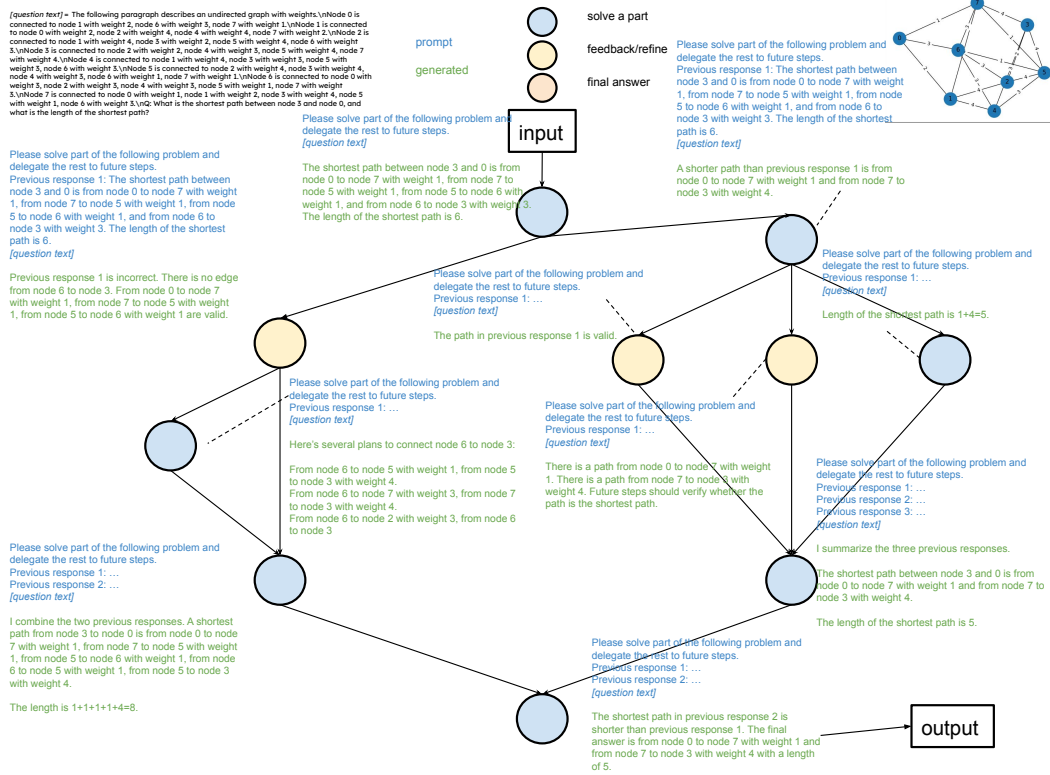 [question text] = The following paragraph describes an undirected graph with weights.\nNode 0 is
connected to node 1 with weight 2, node 6 with weight 3, node 7 with weight 1.\nNode 1 is connected
to node 0 with weight 2, node 2 with weight 4, node 4 with weight 4, node 7 with weight 2.\nNode 2 is
connected to node 1 with weight 4, node 3 with weight 2, node 5 with weight 4, node 6 with weight
3.\nNode 3 is connected to node 2 with weight 2, node 4 with weight 3, node 5 with weight 4, node 7
with weight 4.\nNode 4 is connected to node 1 with weight 4, node 3 with weight 3, node 5 with
weight 3, node 6 with weight 3.\nNode 5 is connected to node 2 with weight 4, node 3 with weight 4,
node 4 with weight 3, node 6 with weight 1, node 7 with weight 1.\nNode 6 is connected to node 0 with
weight 3, node 2 with weight 3, node 4 with weight 3, node 5 with weight 1, node 7 with weight
3.\nNode 7 is connected to node 0 with weight 1, node 1 with weight 2, node 3 with weight 4, node 5
with weight 1, node 6 with weight 3.\nQ: What is the shortest path between node 3 and node 0, and
what is the length of the shortest path?
prompt
generated
solve a part
feedback/refine
final answer
7
3
0
6
5
2
1
4
input
Please solve part of the following problem and
delegate the rest to future steps.
[question text]
The shortest path between node 3 and 0 is from
node 0 to node 7 with weight 1, from node 7 to
node 5 with weight 1, from node 5 to node 6 with
weight 1, and from node 6 to node 3 with weight 3.
The length of the shortest path is 6.
Please solve part of the following problem and
delegate the rest to future steps.
Previous response 1: The shortest path between
node 3 and 0 is from node 0 to node 7 with weight
1, from node 7 to node 5 with weight 1, from node
5 to node 6 with weight 1, and from node 6 to
node 3 with weight 3. The length of the shortest
path is 6.
[question text]
A shorter path than previous response 1 is from
node 0 to node 7 with weight 1 and from node 7 to
node 3 with weight 4.
Please solve part of the following problem and
delegate the rest to future steps.
Previous response 1: The shortest path between
node 3 and 0 is from node 0 to node 7 with weight
1, from node 7 to node 5 with weight 1, from node
5 to node 6 with weight 1, and from node 6 to
node 3 with weight 3. The length of the shortest
path is 6.
[question text]
Previous response 1 is incorrect. There is no edge
from node 6 to node 3. From node 0 to node 7
with weight 1, from node 7 to node 5 with weight
1, from node 5 to node 6 with weight 1 are valid.
Please solve part of the following problem and
delegate the rest to future steps.
Previous response 1: …
[question text]
The path in previous response 1 is valid.
Please solve part of the following problem and
delegate the rest to future steps.
Previous response 1: …
[question text]
Length of the shortest path is 1+4=5.
Please solve part of the following problem and
delegate the rest to future steps.
Previous response 1: …
[question text]
Here's several plans to connect node 6 to node 3:
From node 6 to node 5 with weight 1, from node 5
to node 3 with weight 4.
From node 6 to node 7 with weight 3, from node 7
to node 3 with weight 4.
From node 6 to node 2 with weight 3, from node 6
to node 3
Please solve part of the following problem and
delegate the rest to future steps.
Previous response 1: …
[question text]
There is a path from node 0 to node 7 with weight
1. There is a path from node 7 to node 3 with
weight 4. Future steps should verify whether the
path is the shortest path.
Please solve part of the following problem and
delegate the rest to future steps.
Previous response 1: …
Previous response 2: …
Previous response 3: …
[question text]
I summarize the three previous responses.
The shortest path between node 3 and 0 is from
node 0 to node 7 with weight 1 and from node 7 to
node 3 with weight 4.
The length of the shortest path is 5.
Please solve part of the following problem and
delegate the rest to future steps.
Previous response 1: …
Previous response 2: …
[question text]
I combine the two previous responses. A shortest
path from node 3 to node 0 is from node 0 to node
7 with weight 1, from node 7 to node 5 with weight
1, from node 5 to node 6 with weight 1, from node
6 to node 5 with weight 1, from node 5 to node 3
with weight 4.
The length is 1+1+1+1+4=8.
Please solve part of the following problem and
delegate the rest to future steps.
Previous response 1: …
Previous response 2: …
[question text]
The shortest path in previous response 2 is
shorter than previous response 1. The final
answer is from node 0 to node 7 with weight 1 and
from node 7 to node 3 with weight 4 with a length
of 5.
output